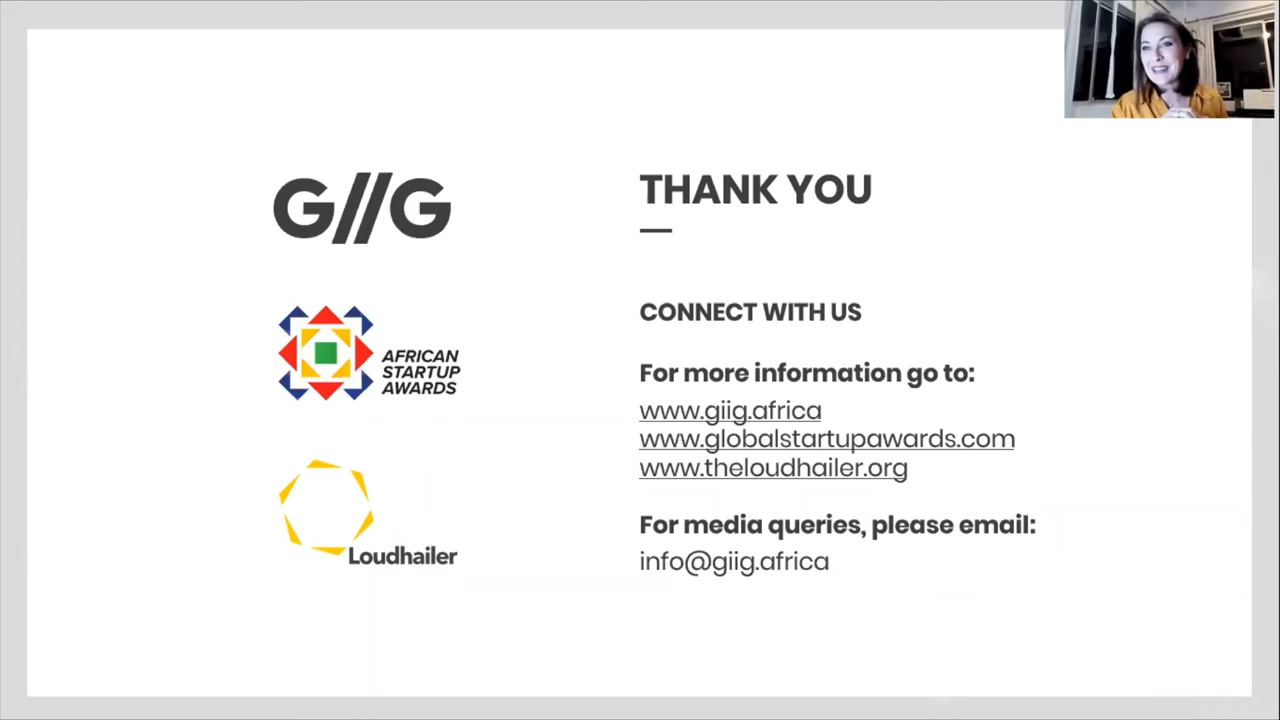 G//G
AFRICAN
STARTUP
AWARDS
Loudhailer
THANK YOU
CONNECT WITH US
For more information go to:
www.giig.africa
www.globalstartupawards.com
www.theloudhailer.org
For media queries, please email:
info@giig.africa